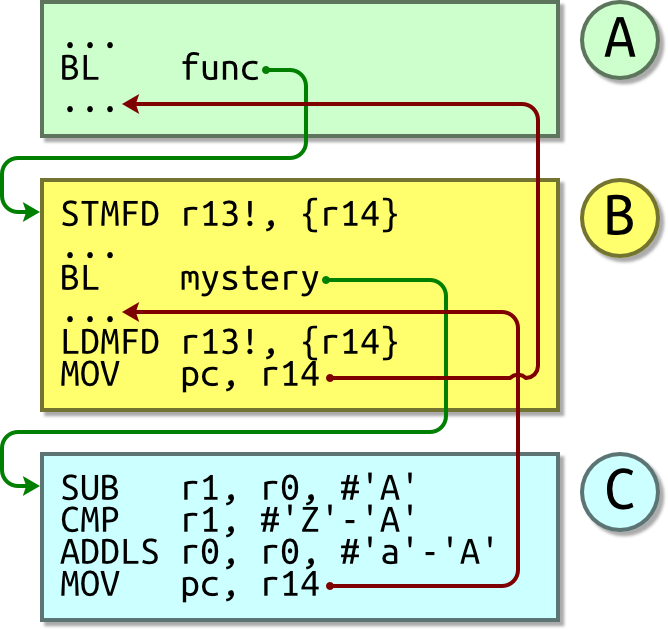 ...
BL func
...
A
STMFD r13!, {r14}
...
BL mystery
...
LDMFD r13!, {r14}
MOV pc, r14
B
SUB r1, r0, #'A'
CMP r1, #'Z'-'A'
ADDLS r0, r0, #'a'-'A'
MOV pc, r14
C